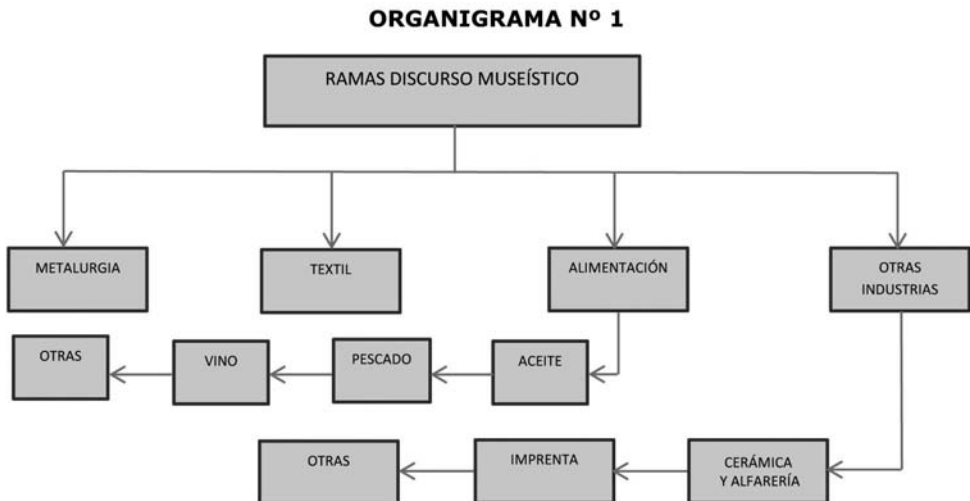 ORGANIGRAMA Nº 1
RAMAS DISCURSO MUSEÍSTICO
METALURGIA
TEXTIL
ALIMENTACIÓN
OTRAS
INDUSTRIAS
OTRAS
VINO
PESCADO
ACEITE
OTRAS
IMPRENTA
CERÁMICA
Y ALFARERÍA